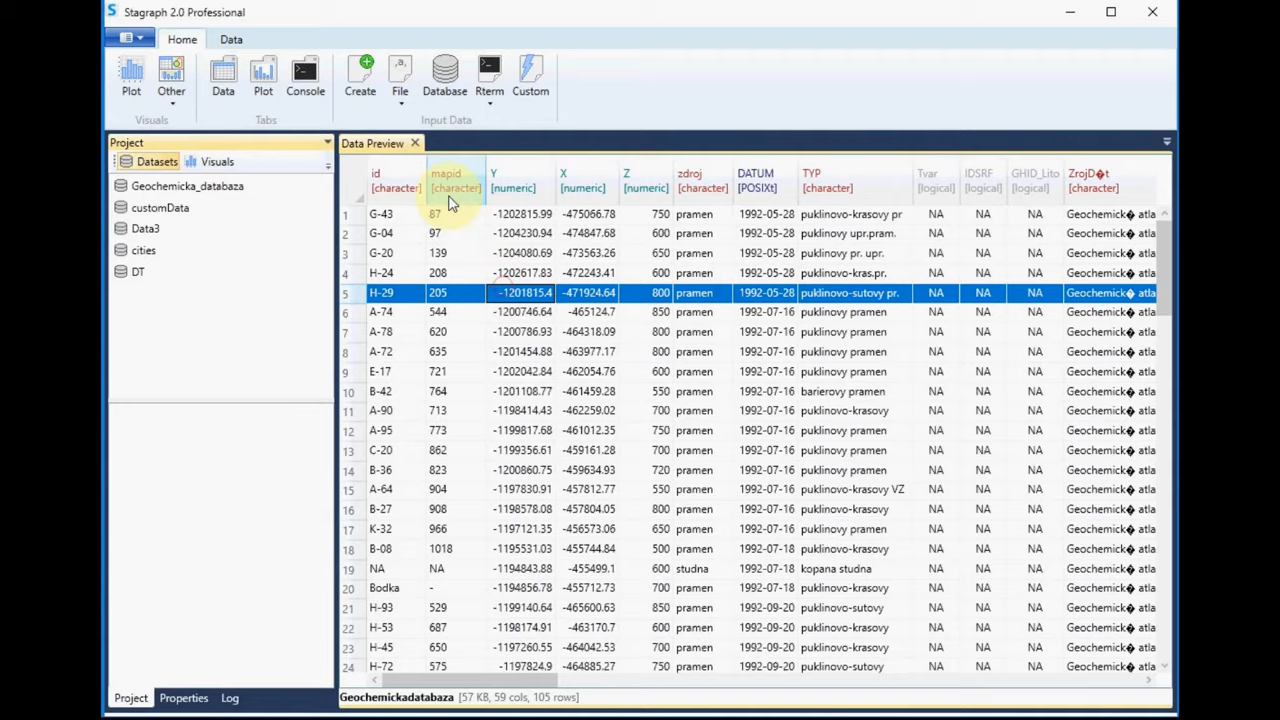 Stagraph 2.0 Professional
Home Data
Plot Other Data Plot Console Create File Database Rterm Custom
Visuals Tabs Input Data
Project
Data Preview
Datasets Visuals
Geochemicka_databaza
customData
Data3
cities
DT
id mapid Y X Z zdroj DATUM TYP Tvar IDSRF GHID_Lito ZrojD�t
[character] [character] [numeric] [numeric] [numeric] [character] [POSIXt] [character] [logical] [logical] [logical] [character]
1 G-43 87 -1202815.99 -475066.78 750 pramen 1992-05-28 puklinovo-krasovy pr NA NA NA Geochemick� atla
2 G-04 97 -1204230.94 -474847.68 600 pramen 1992-05-28 puklinovy upr.pram. NA NA NA Geochemick� atla
3 G-20 139 -1204080.69 -473563.26 650 pramen 1992-05-28 puklinovy pr. upr. NA NA NA Geochemick� atla
4 H-24 208 -1202617.83 -472243.41 600 pramen 1992-05-28 puklinovo-kras.pr. NA NA NA Geochemick� atla
5 H-29 205 -1201815.4 -471924.64 800 pramen 1992-05-28 puklinovo-sutovy pr. NA NA NA Geochemick� atla
6 A-74 544 -1200746.64 -465124.7 850 pramen 1992-07-16 puklinovy pramen NA NA NA Geochemick� atla
7 A-78 620 -1200786.93 -464318.09 800 pramen 1992-07-16 puklinovy pramen NA NA NA Geochemick� atla
8 A-72 635 -1201454.88 -463977.17 800 pramen 1992-07-16 puklinovy pramen NA NA NA Geochemick� atla
9 E-17 721 -1202042.84 -462054.76 800 pramen 1992-07-16 puklinovy pramen NA NA NA Geochemick� atla
10 B-42 764 -1201108.77 -461459.28 550 pramen 1992-07-16 barierovy pramen NA NA NA Geochemick� atla
11 A-90 713 -1198414.43 -462259.02 700 pramen 1992-07-16 puklinovo-krasovy NA NA NA Geochemick� atla
12 A-95 773 -1199817.68 -461012.35 750 pramen 1992-07-16 puklinovy pramen NA NA NA Geochemick� atla
13 C-20 862 -1199356.61 -459161.28 700 pramen 1992-07-16 puklinovy pramen NA NA NA Geochemick� atla
14 B-36 823 -1200860.75 -459634.93 720 pramen 1992-07-16 puklinovy pramen NA NA NA Geochemick� atla
15 A-64 904 -1197830.91 -457812.77 550 pramen 1992-07-16 puklinovo-krasovy VZ NA NA NA Geochemick� atla
16 B-27 908 -1198578.08 -457804.05 600 pramen 1992-07-16 puklinovo-krasovy NA NA NA Geochemick� atla
17 K-32 966 -1197121.35 -456573.06 650 pramen 1992-07-16 puklinovy pramen NA NA NA Geochemick� atla
18 B-08 1018 -1195531.03 -455744.84 500 pramen 1992-07-18 puklinovo-krasovy NA NA NA Geochemick� atla
19 NA NA -1194843.88 -455499.1 600 studna 1992-07-18 kopana studna NA NA NA Geochemick� atla
20 Bodka - -1194856.78 -455712.73 700 pramen 1992-07-18 puklinovo-krasovy NA NA NA Geochemick� atla
21 H-93 529 -1199140.64 -465600.63 850 pramen 1992-09-20 puklinovo-sutovy NA NA NA Geochemick� atla
22 H-53 687 -1198174.91 -463170.7 600 pramen 1992-09-20 puklinovo-krasovy NA NA NA Geochemick� atla
23 H-45 650 -1197260.55 -464042.53 700 pramen 1992-09-20 puklinovo-krasovy NA NA NA Geochemick� atla
24 H-72 575 -1197824.9 -464885.27 750 pramen 1992-09-20 puklinovo-sutovy NA NA NA Geochemick� atla
Project Properties Log
Geochemickadatabaza [57 KB, 59 cols, 105 rows]